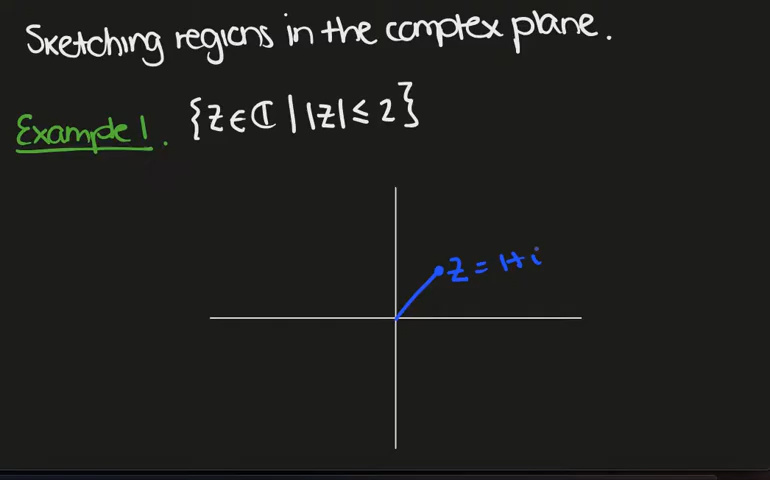 Sketching regions in the complex plane.
Example 1. {z ∈ ℂ | |z| ≤ 2}
z = 1+i